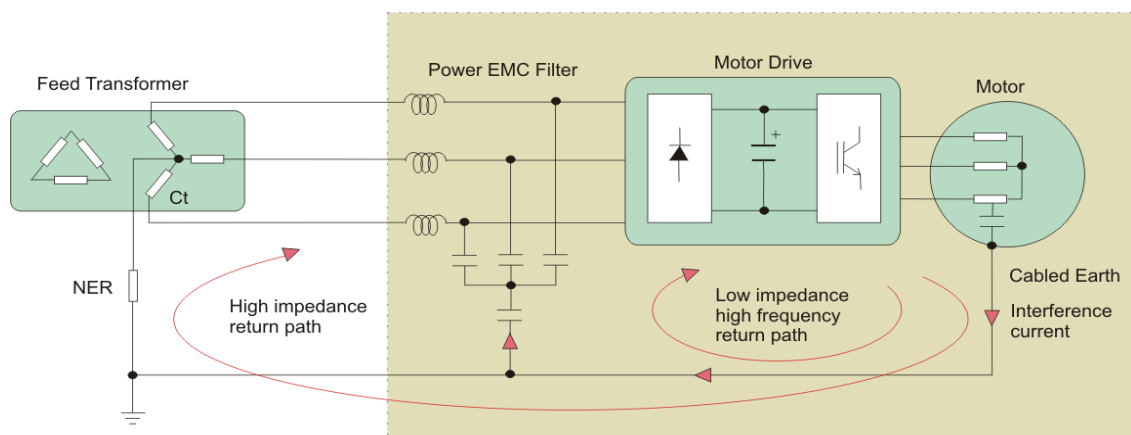 Feed Transformer
Power EMC Filter
Motor Drive
Motor
Ct
+
NER
High impedance
return path
Low impedance
high frequency
return path
Cabled Earth
Interference
current